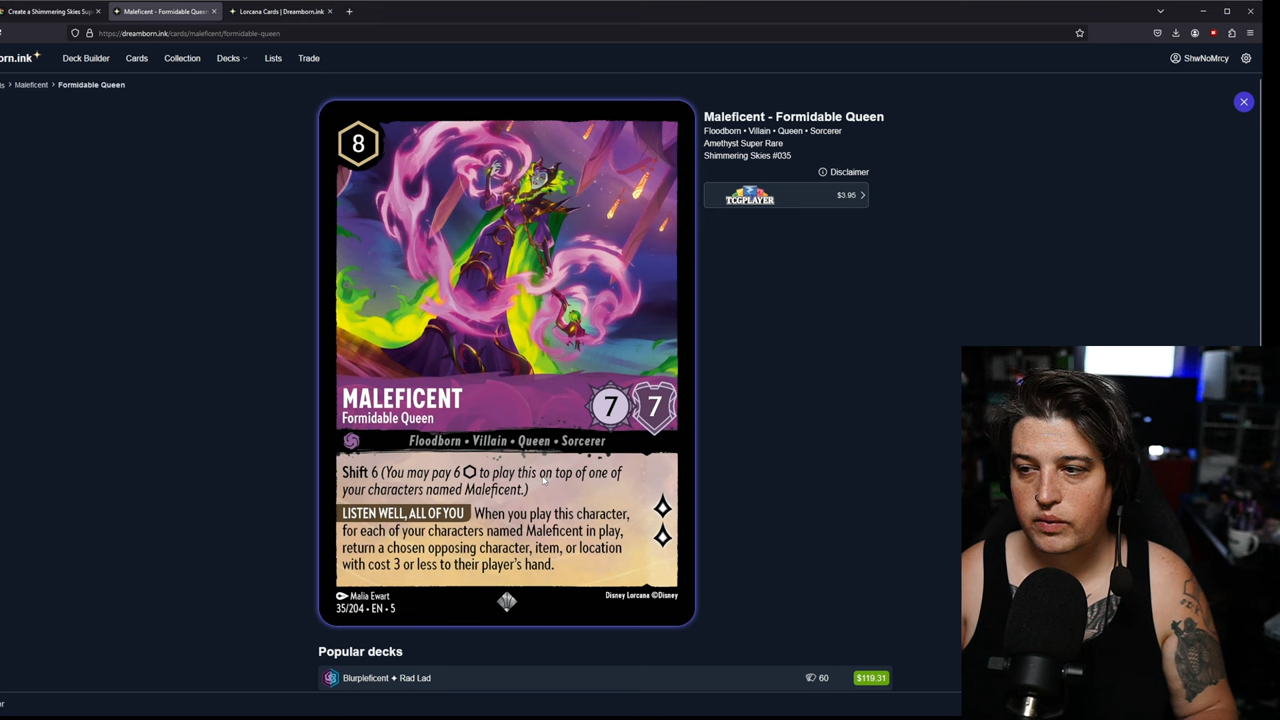 Create a Shimmering Skies
Maleficent - Formidable Queen
Lorcana Cards | Dreamborn.ink
https://dreamborn.ink/cards/maleficent/formidable-queen
rn.ink
Deck Builder
Cards
Collection
Decks
Lists
Trade
ShwNoMrcy
Maleficent > Formidable Queen
8
MALEFICENT
Formidable Queen
7
7
Floodborn • Villain • Queen • Sorcerer
Shift 6 (You may pay 6 to play this on top of one of
your characters named Maleficent.)
LISTEN WELL, ALL OF YOU When you play this character,
for each of your characters named Maleficent in play,
return a chosen opposing character, item, or location
with cost 3 or less to their player's hand.
Malia Ewart
Disney Lorcana ©Disney
35/204 • EN • 5
Maleficent - Formidable Queen
Floodborn • Villain • Queen • Sorcerer
Amethyst Super Rare
Shimmering Skies #035
Disclaimer
TCGPLAYER
$3.95
Popular decks
Blurpleficent ✦ Rad Lad
60
$119.31